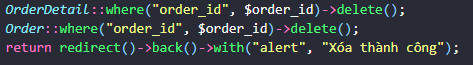 OrderDetail::where("order_id", $order_id)->delete();
Order::where("order_id", $order_id)->delete();
return redirect()->back()->with("alert", "Xóa thành công");